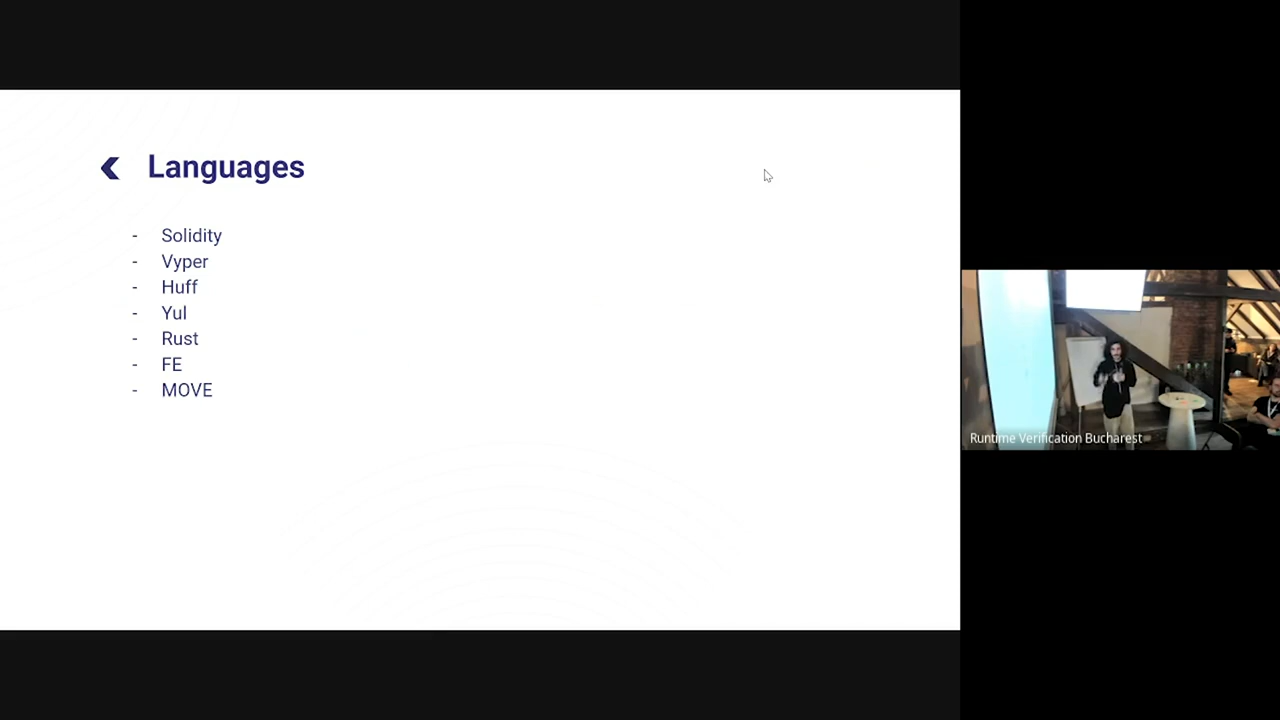 Languages
- Solidity
- Vyper
- Huff
- Yul
- Rust
- FE
- MOVE
Runtime Verification Bucharest